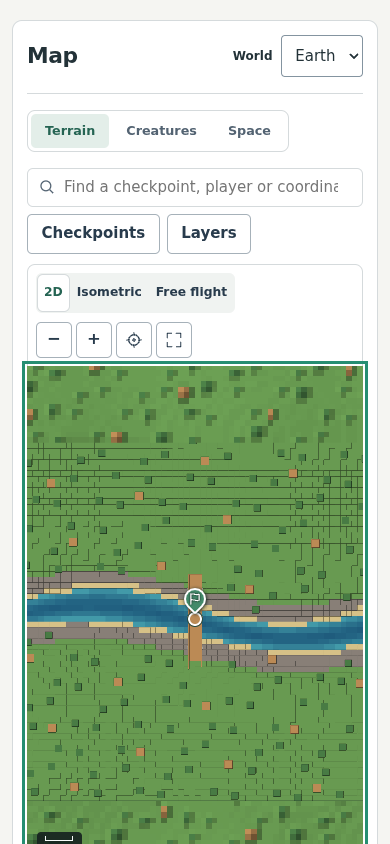 Map
World
Earth
Terrain
Creatures
Space
Find a checkpoint, player or coordina
Checkpoints
Layers
2D
Isometric
Free flight